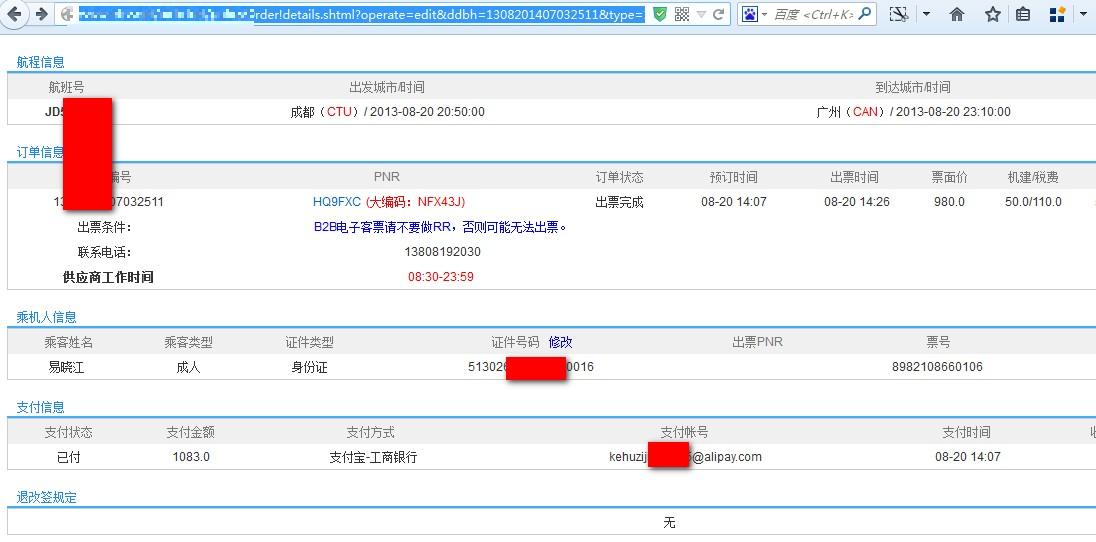 rder!details.shtml?operate=edit&ddbh=1308201407032511&type=
百度 <Ctrl+K>
航程信息
航班号 出发城市/时间 到达城市/时间
JD5 成都（CTU）/ 2013-08-20 20:50:00 广州（CAN）/ 2013-08-20 23:10:00
订单信息
编号 PNR 订单状态 预订时间 出票时间 票面价 机建/税费
13 07032511 HQ9FXC (大编码：NFX43J) 出票完成 08-20 14:07 08-20 14:26 980.0 50.0/110.0
出票条件： B2B电子客票请不要做RR，否则可能无法出票。
联系电话： 13808192030
供应商工作时间 08:30-23:59
乘机人信息
乘客姓名 乘客类型 证件类型 证件号码 修改 出票PNR 票号
易晓江 成人 身份证 513026 0016 8982108660106
支付信息
支付状态 支付金额 支付方式 支付帐号 支付时间
已付 1083.0 支付宝-工商银行 kehuzij @alipay.com 08-20 14:07
退改签规定
无